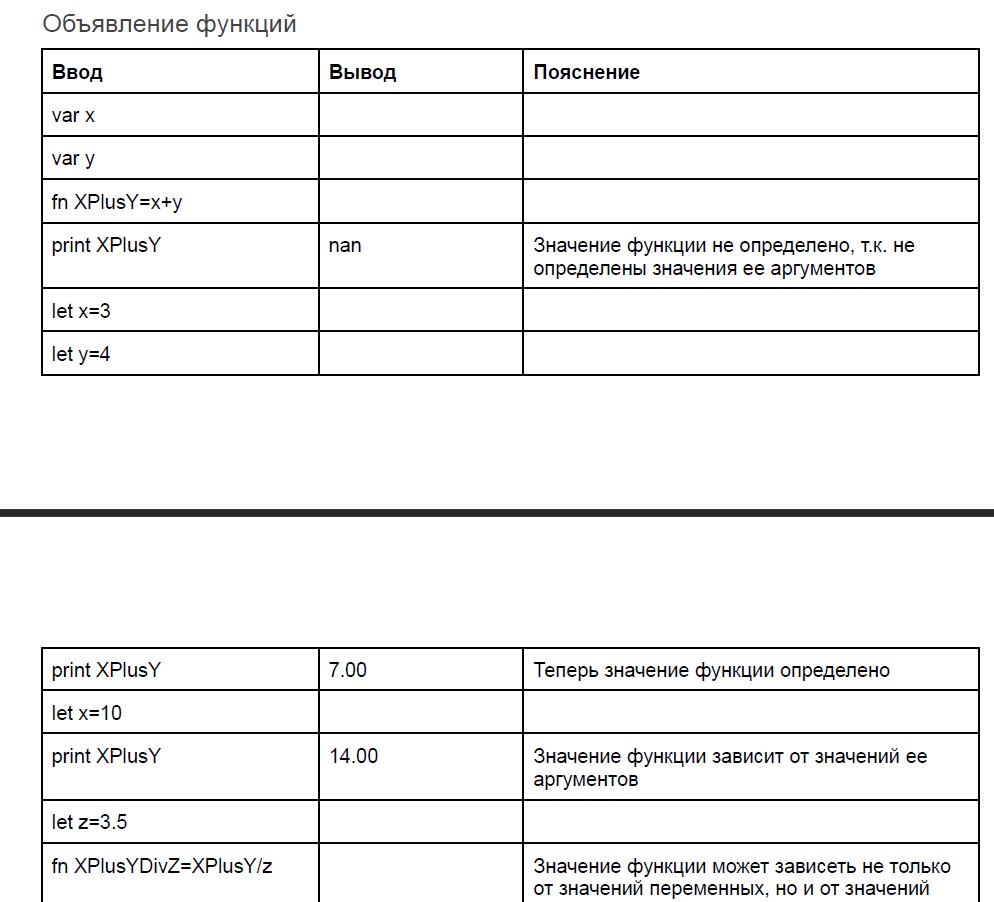 Объявление функций
Ввод Вывод Пояснение
var x
var y
fn XPlusY=x+y
print XPlusY nan Значение функции не определено, т.к. не
определены значения ее аргументов
let x=3
let y=4
print XPlusY 7.00 Теперь значение функции определено
let x=10
print XPlusY 14.00 Значение функции зависит от значений ее
аргументов
let z=3.5
fn XPlusYDivZ=XPlusY/z Значение функции может зависеть не только
от значений переменных, но и от значений